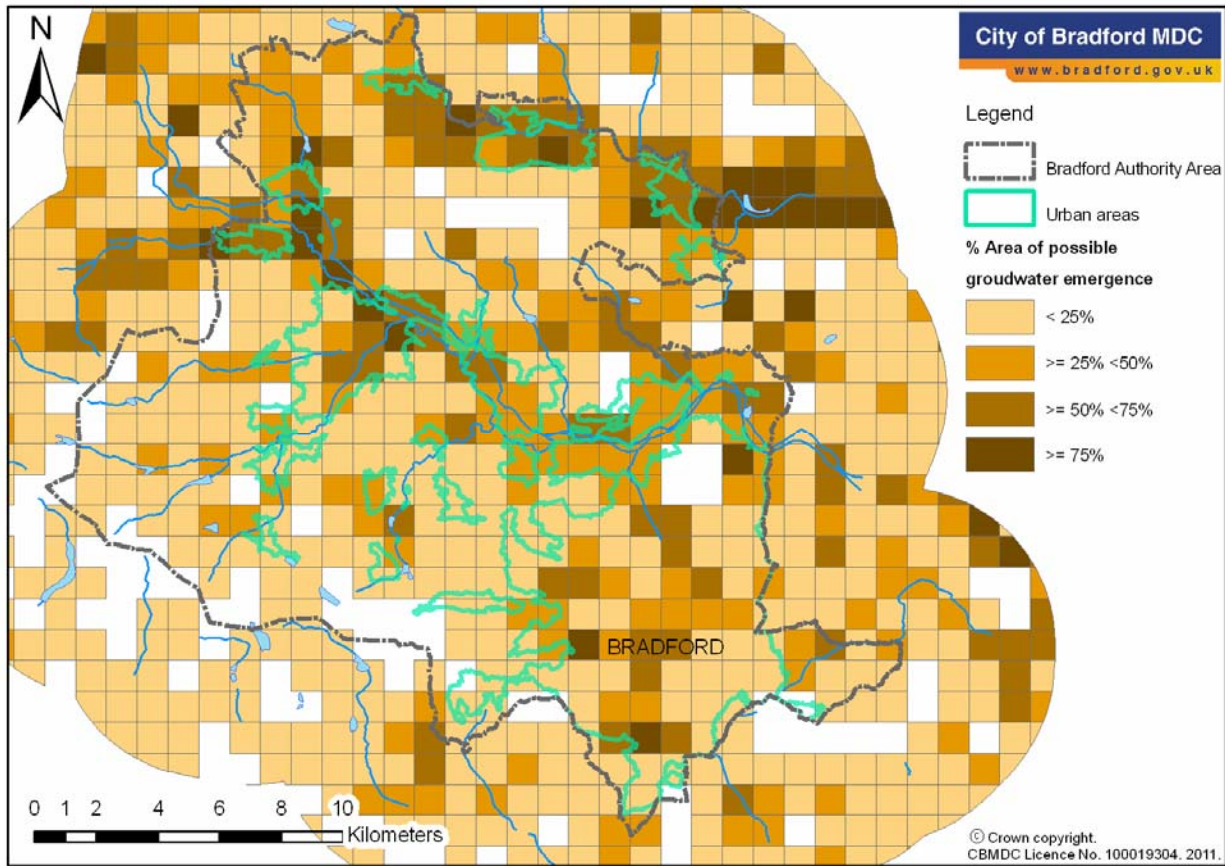 N
City of Bradford MDC
www.bradford.gov.uk
Legend
Bradford Authority Area
Urban areas
% Area of possible
groudwater emergence
< 25%
>= 25% <50%
>= 50% <75%
>= 75%
BRADFORD
0 1 2 4 6 8 10
Kilometers
© Crown copyright.
CBMDC Licence No. 100019304, 2011.